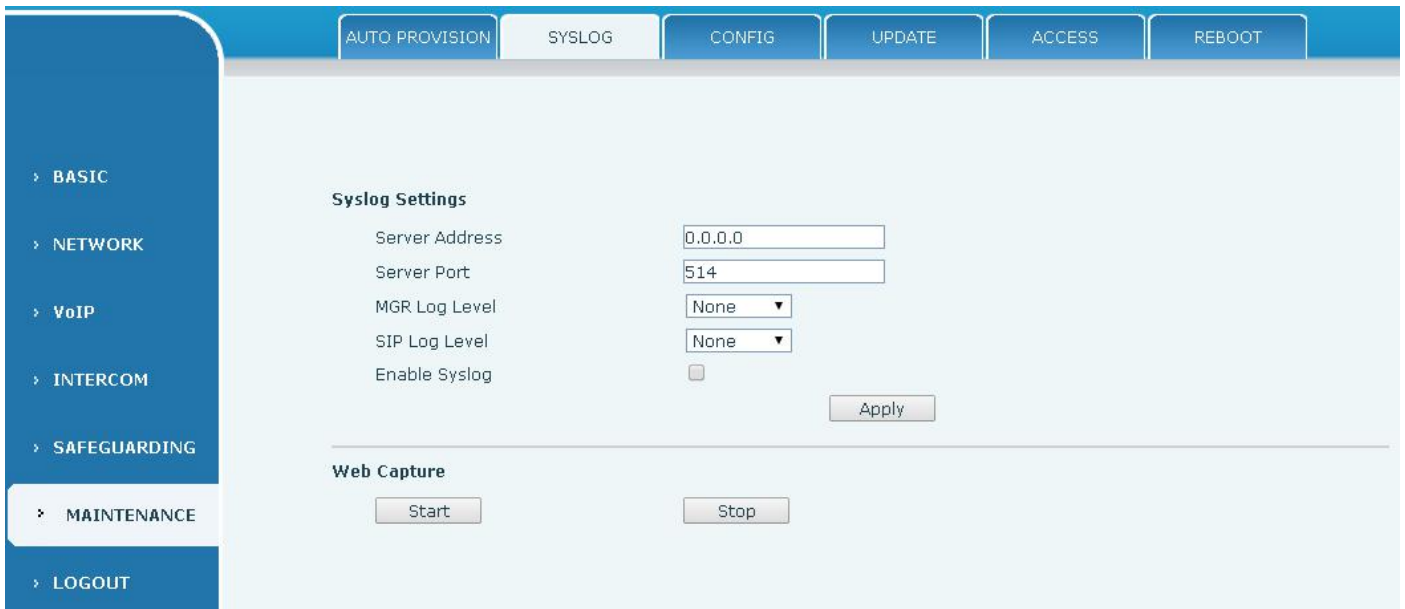 AUTO PROVISION SYSLOG CONFIG UPDATE ACCESS REBOOT
BASIC
NETWORK
VoIP
INTERCOM
SAFEGUARDING
MAINTENANCE
LOGOUT
Syslog Settings
Server Address 0.0.0.0
Server Port 514
MGR Log Level None
SIP Log Level None
Enable Syslog
Apply
Web Capture
Start Stop